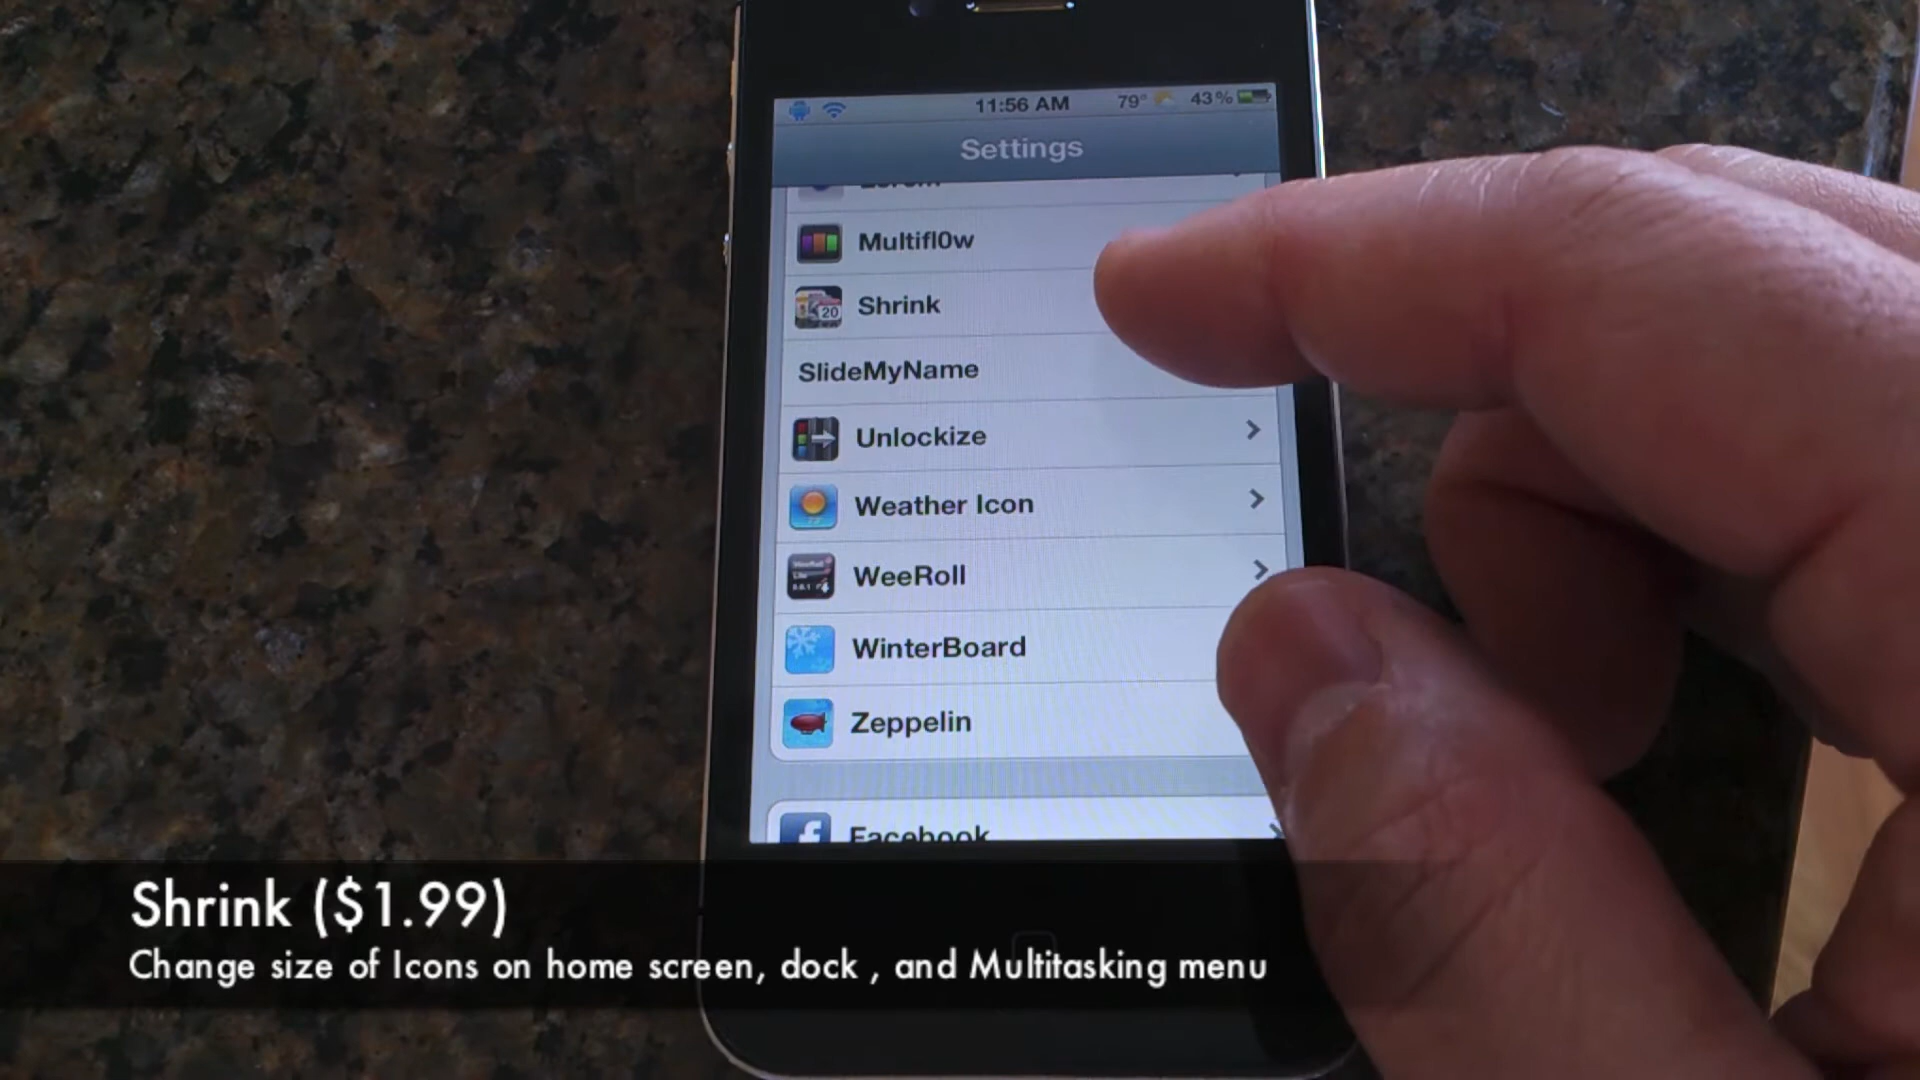 11:56 AM 79° 43%
Settings
Multifl0w
Shrink
SlideMyName
Unlockize
Weather Icon
WeeRoll
WinterBoard
Zeppelin
Facebook
Shrink ($1.99)
Change size of Icons on home screen, dock , and Multitasking menu